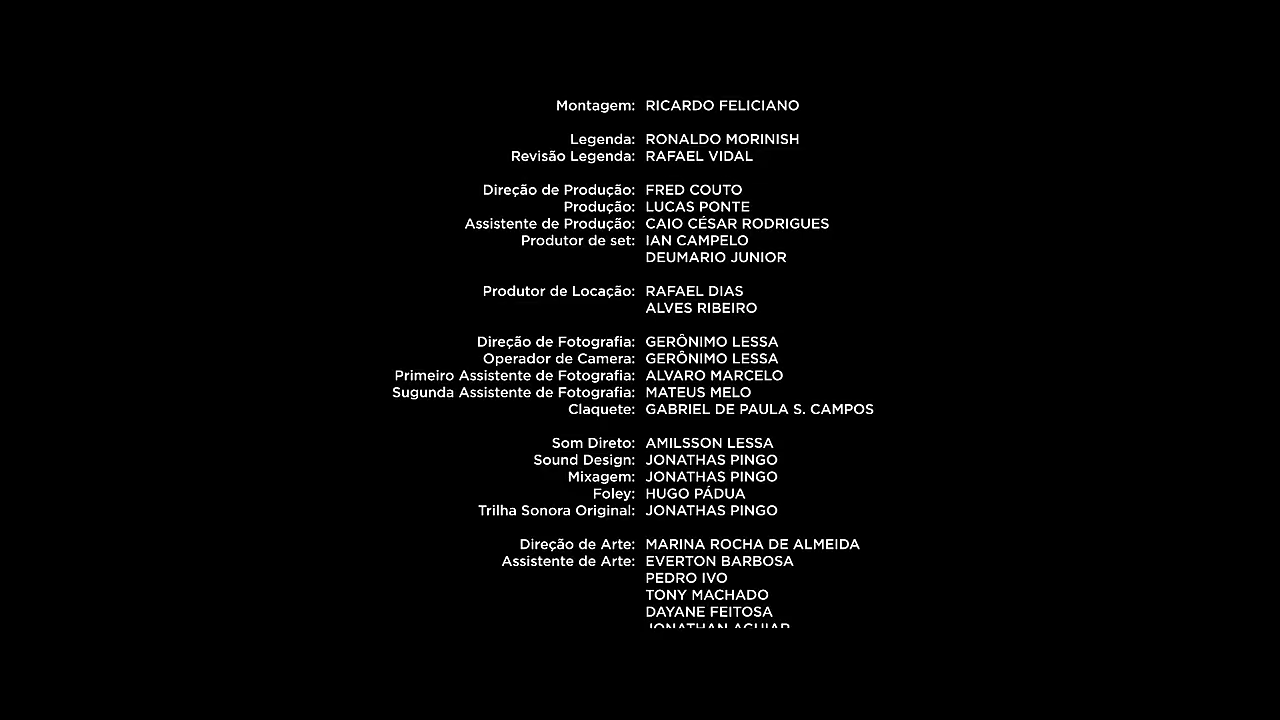 Montagem: RICARDO FELICIANO
Legenda: RONALDO MORINISH
Revisão Legenda: RAFAEL VIDAL
Direção de Produção: FRED COUTO
Produção: LUCAS PONTE
Assistente de Produção: CAIO CÉSAR RODRIGUES
Produtor de set: IAN CAMPELO
DEUMARIO JUNIOR
Produtor de Locação: RAFAEL DIAS
ALVES RIBEIRO
Direção de Fotografia: GERÔNIMO LESSA
Operador de Camera: GERÔNIMO LESSA
Primeiro Assistente de Fotografia: ALVARO MARCELO
Sugunda Assistente de Fotografia: MATEUS MELO
Claquete: GABRIEL DE PAULA S. CAMPOS
Som Direto: AMILSSON LESSA
Sound Design: JONATHAS PINGO
Mixagem: JONATHAS PINGO
Foley: HUGO PÁDUA
Trilha Sonora Original: JONATHAS PINGO
Direção de Arte: MARINA ROCHA DE ALMEIDA
Assistente de Arte: EVERTON BARBOSA
PEDRO IVO
TONY MACHADO
DAYANE FEITOSA
JONATHAN AGUIAR